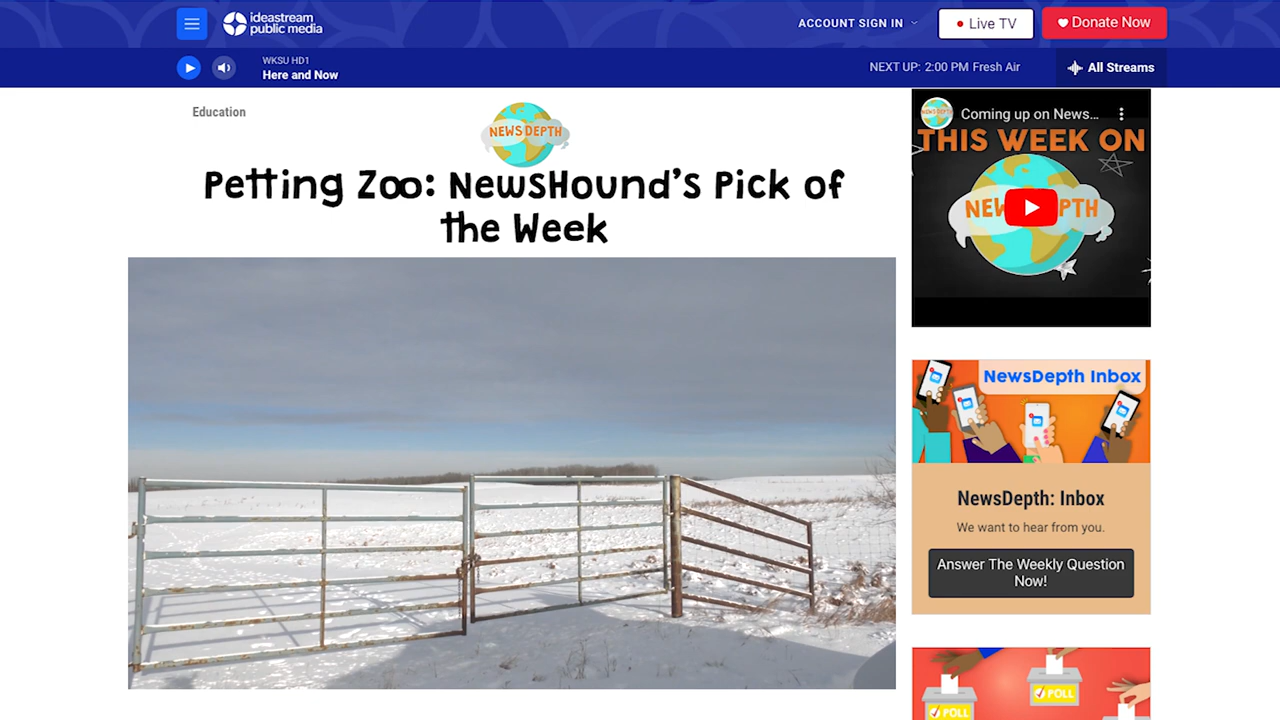 ideastream
public media
ACCOUNT SIGN IN
Live TV
Donate Now
WKSU HD1
Here and Now
NEXT UP: 2:00 PM Fresh Air
All Streams
Education
NEWSDEPTH
Petting Zoo: NewsHound's Pick of
the Week
Coming up on News...
THIS WEEK ON
NewsDepth Inbox
NewsDepth: Inbox
We want to hear from you.
Answer The Weekly Question
Now!
POLL
POLL